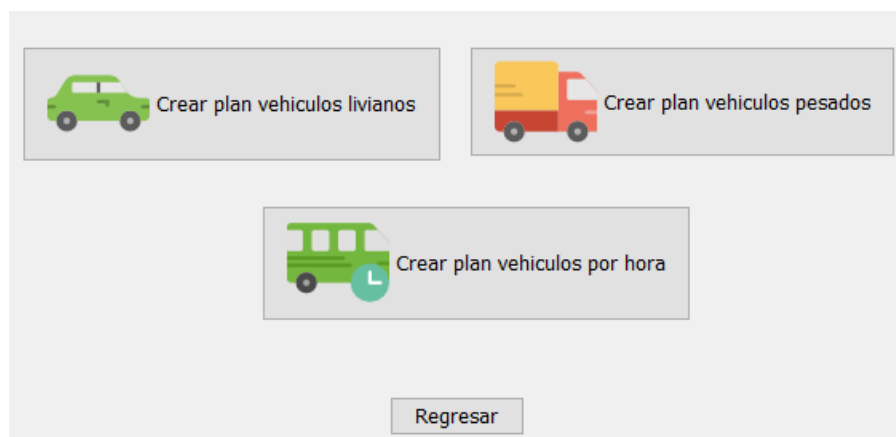 Crear plan vehiculos livianos
Crear plan vehiculos pesados
Crear plan vehiculos por hora
Regresar